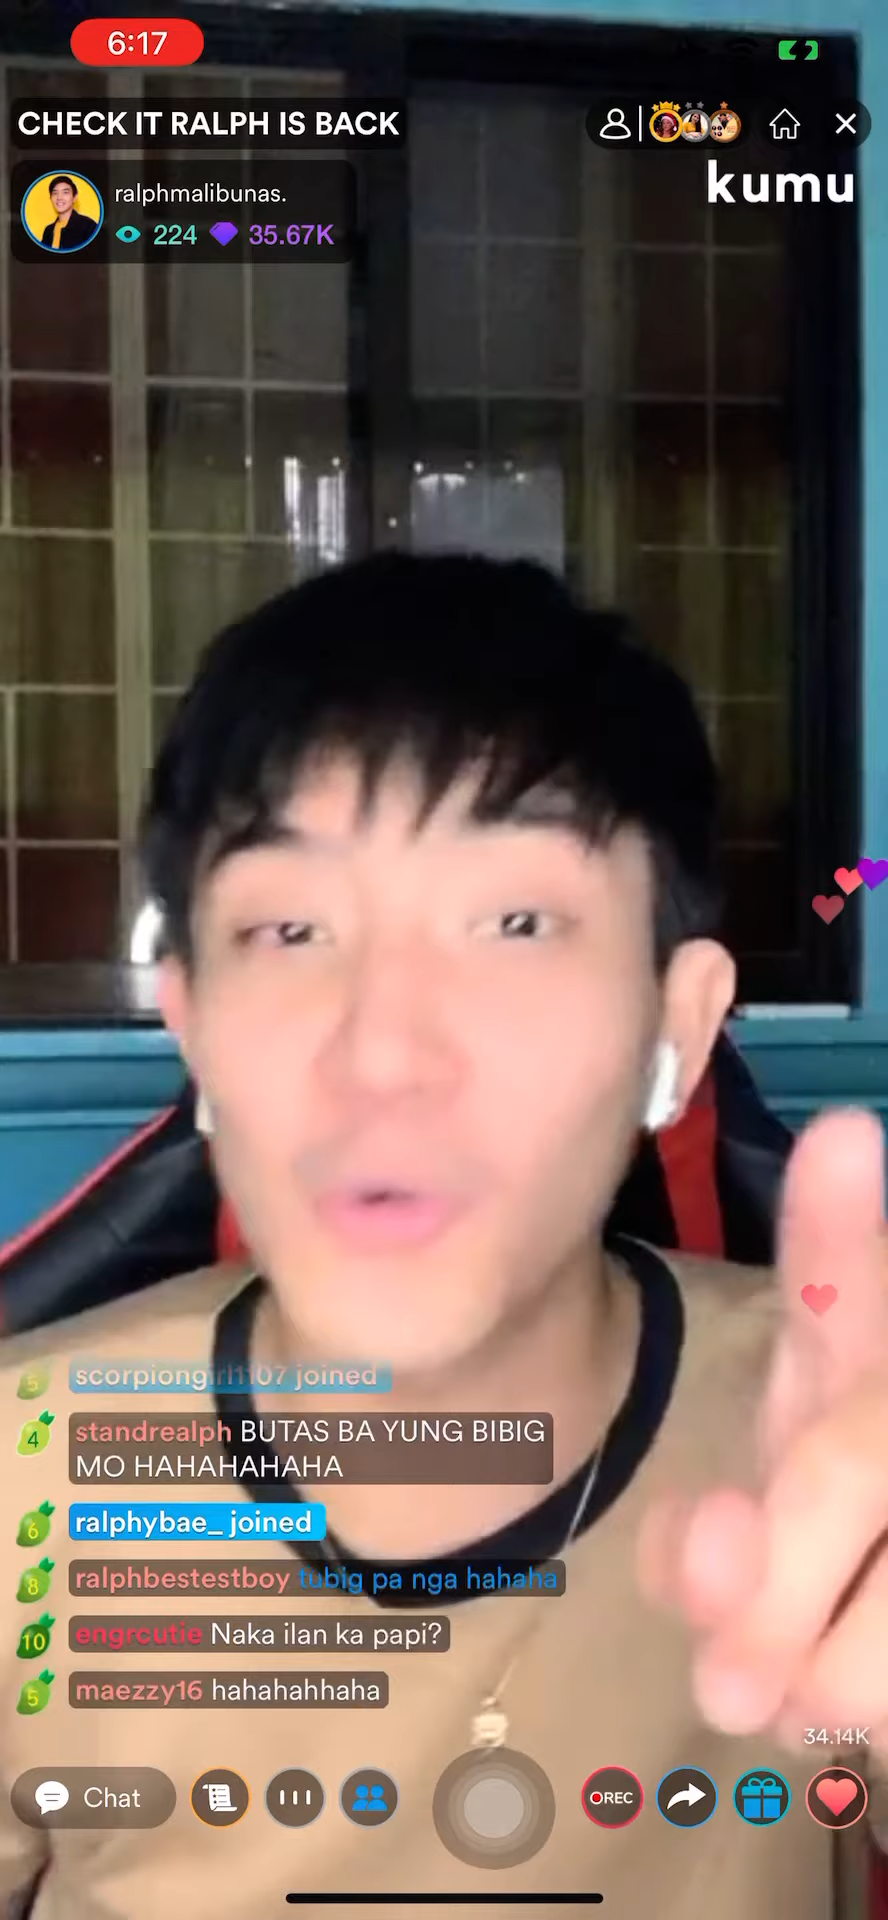 6:17
CHECK IT RALPH IS BACK
kumu
ralphmalibunas.
224 35.67K
5 scorpiongirl1107 joined
4 standrealph BUTAS BA YUNG BIBIG
MO HAHAHAHAHA
6 ralphybae_ joined
8 ralphbestestboy tubig pa nga hahaha
10 engrcutie Naka ilan ka papi?
5 maezzy16 hahahahhaha
34.14K
Chat
REC